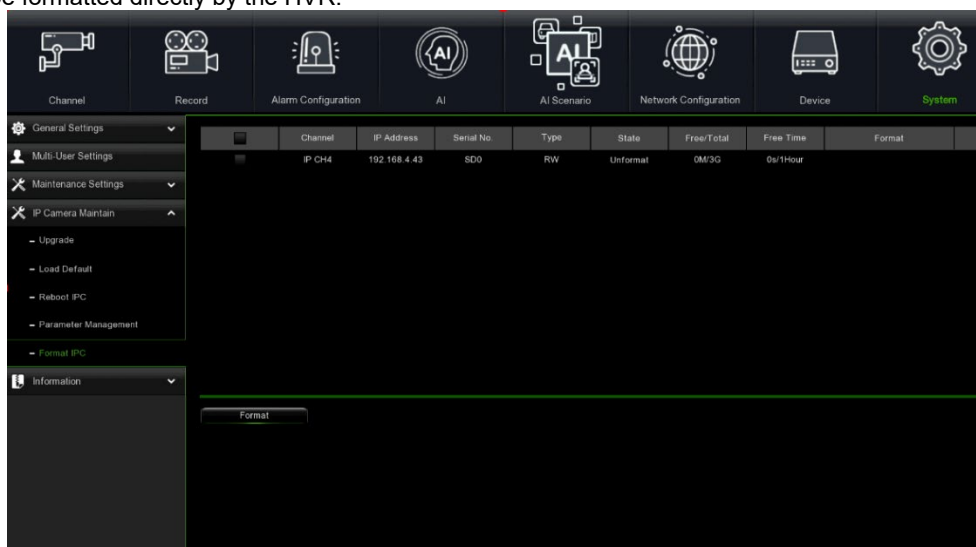 be formatted directly by the HVR.
Channel Record Alarm Configuration AI AI Scenario Network Configuration Device System
General Settings
Multi-User Settings
Maintenance Settings
IP Camera Maintain
Upgrade
Load Default
Reboot IPC
Parameter Management
Format IPC
Information
Channel IP Address Serial No. Type State Free/Total Free Time Format
IP CH4 192.168.4.43 SD0 RW Unformat 0M/3G 0s/1Hour
Format